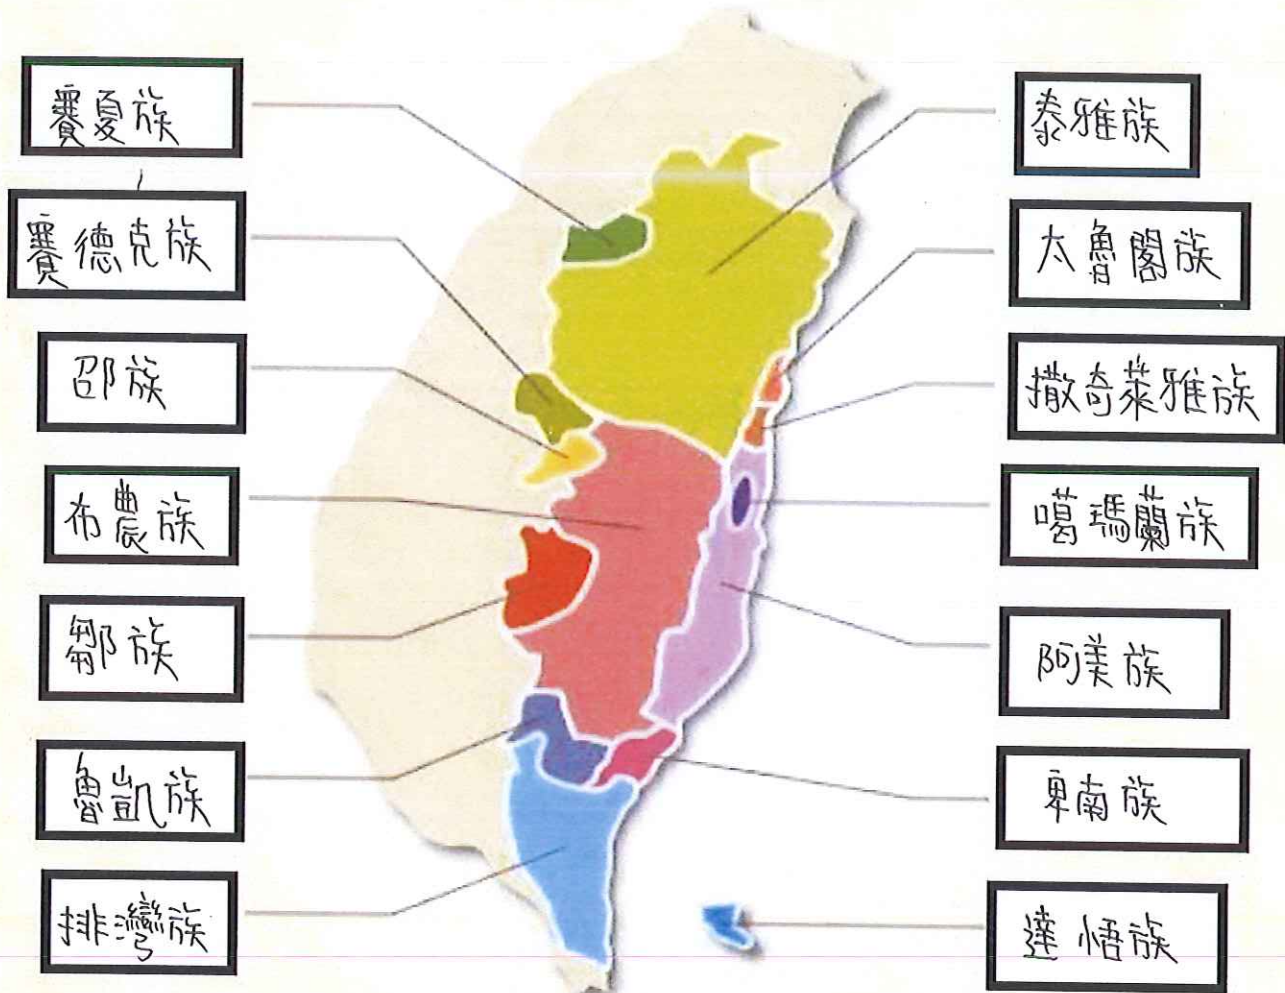 賽夏族
賽德克族
邵族
布農族
鄒族
魯凱族
排灣族
泰雅族
太魯閣族
撒奇萊雅族
噶瑪蘭族
阿美族
卑南族
達悟族